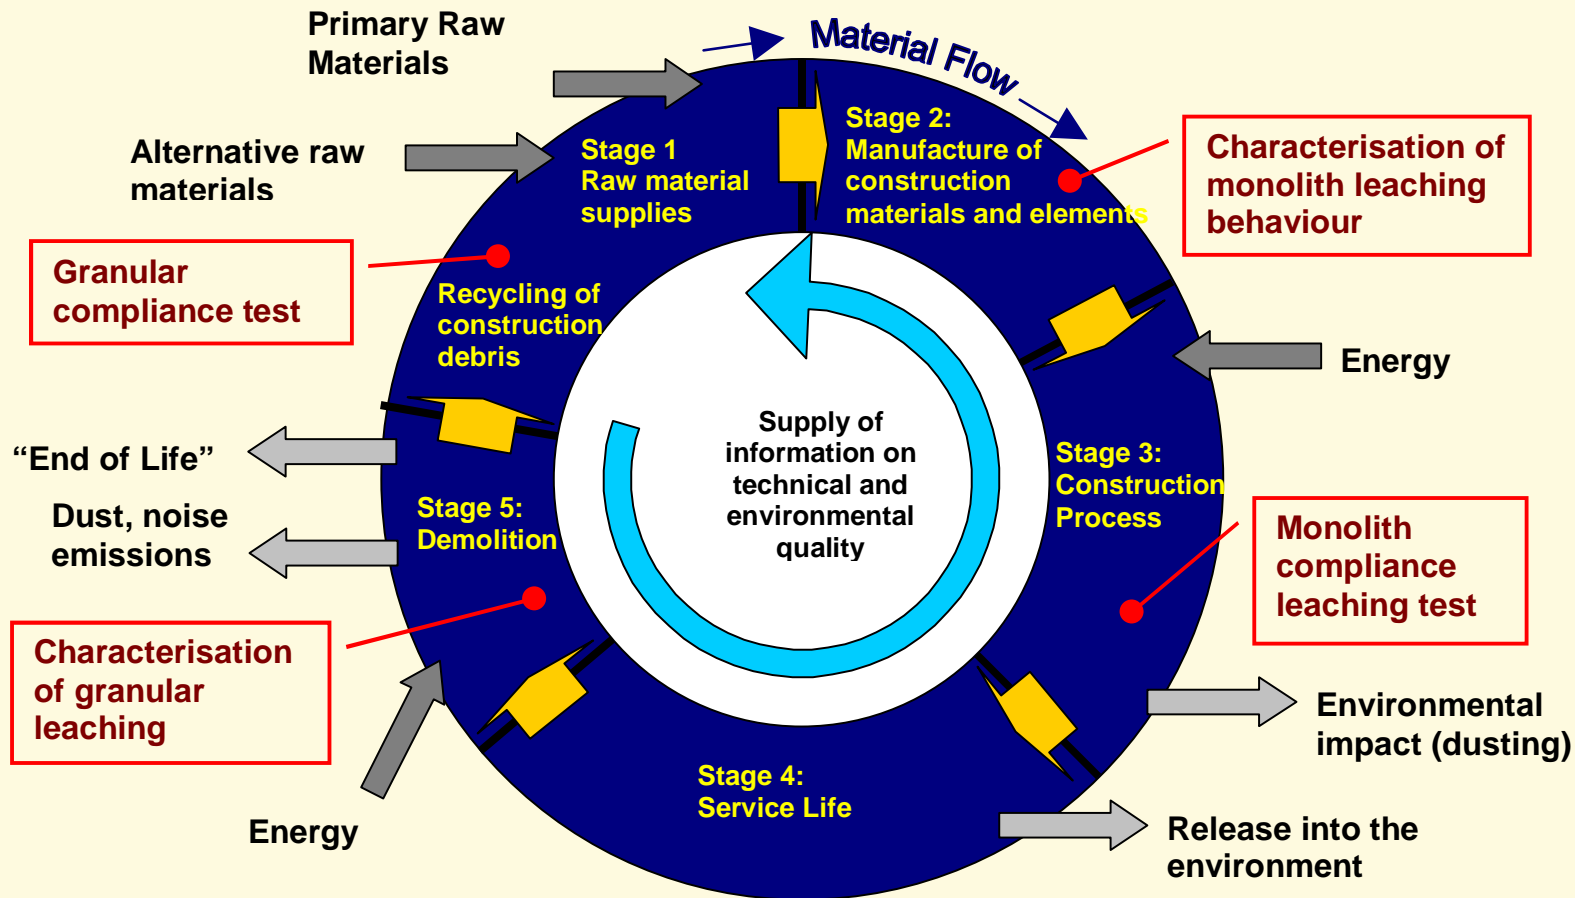 Primary Raw
Materials
Material Flow
Alternative raw
materials
Stage 1
Raw material
supplies
Stage 2:
Manufacture of
construction
materials and elements
Characterisation of
monolith leaching
behaviour
Granular
compliance test
Recycling of
construction
debris
Energy
Supply of
information on
technical and
environmental
quality
Stage 3:
Construction
Process
“End of Life”
Dust, noise
emissions
Stage 5:
Demolition
Monolith
compliance
leaching test
Characterisation
of granular
leaching
Environmental
impact (dusting)
Stage 4:
Service Life
Energy
Release into the
environment